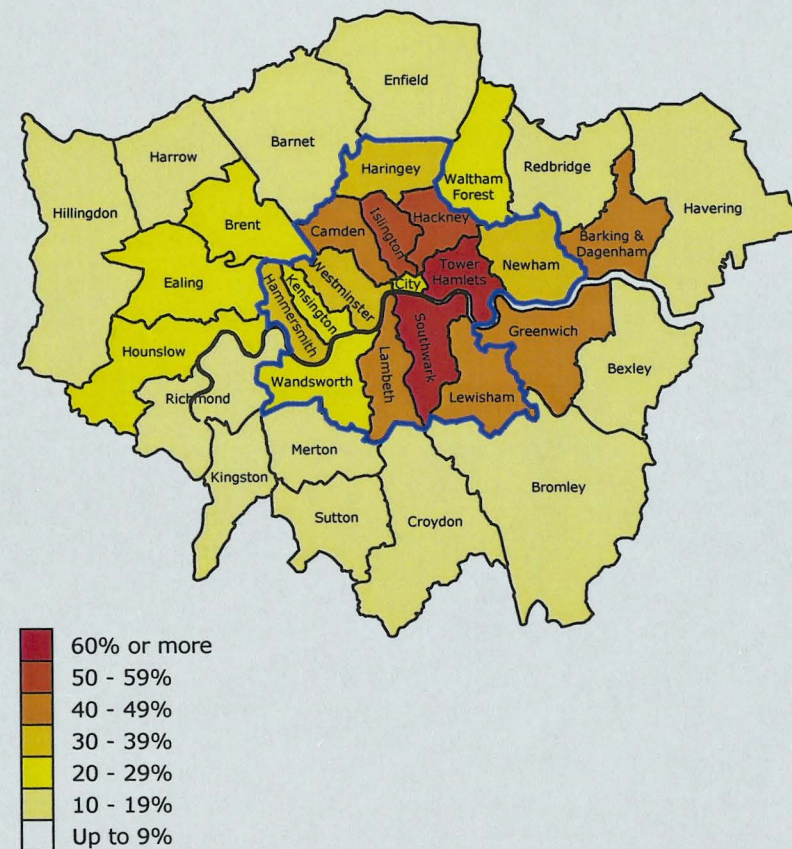 Enfield
Barnet
Harrow
Haringey
Waltham
Forest
Redbridge
Havering
Hillingdon
Brent
Camden
Islington
Hackney
Barking &
Dagenham
Ealing
Westminster
City
Tower
Hamlets
Newham
Hammersmith
Kensington
Hounslow
Southwark
Greenwich
Richmond
Wandsworth
Lambeth
Lewisham
Bexley
Merton
Kingston
Sutton
Croydon
Bromley
60% or more
50 - 59%
40 - 49%
30 - 39%
20 - 29%
10 - 19%
Up to 9%